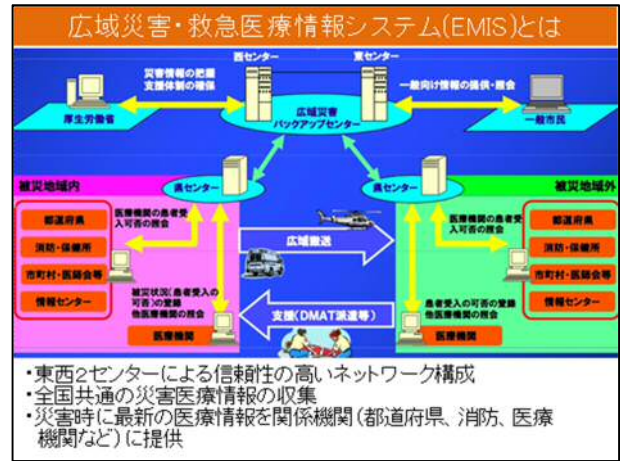 広域災害・救急医療情報システム(EMIS)とは
西センター
東センター
災害情報の把握
支援体制の確保
一般向け情報の提供・照会
厚生労働省
広域災害
バックアップセンター
一般市民
県センター
県センター
被災地域内
被災地域外
都道府県
消防・保健所
市町村・医師会等
情報センター
医療機関の患者受
入可否の照会
広域搬送
医療機関の患者受
入可否の照会
都道府県
消防・保健所
市町村・医師会等
情報センター
被災状況(患者受入の
可否)の登録
他医療機関の照会
医療機関
支援(DMAT派遣等)
患者受入の可否の登録
他医療機関の照会
医療機関
・東西2センターによる信頼性の高いネットワーク構成
・全国共通の災害医療情報の収集
・災害時に最新の医療情報を関係機関(都道府県、消防、医療
機関など)に提供